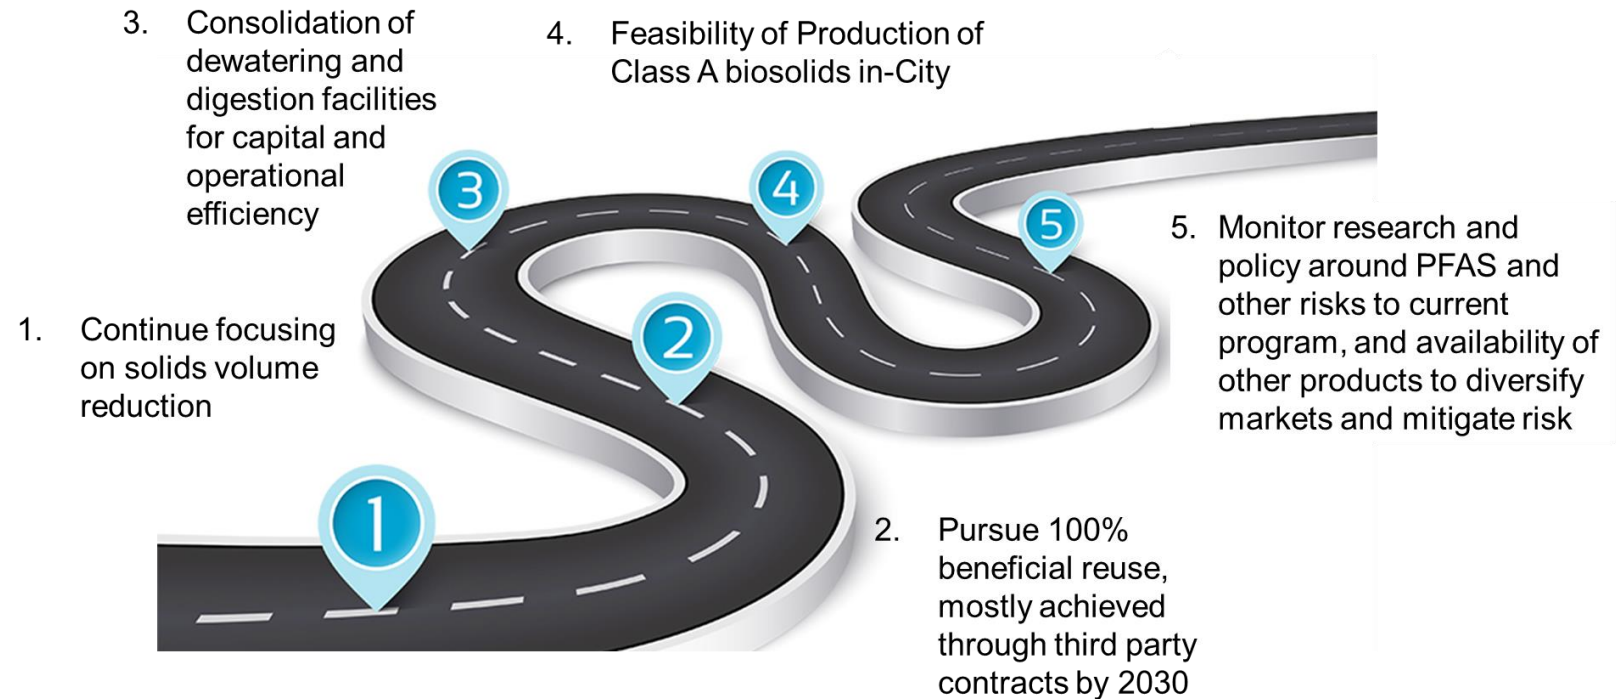 3. Consolidation of
dewatering and
digestion facilities
for capital and
operational
efficiency
4. Feasibility of Production of
Class A biosolids in-City
3
4
5
5. Monitor research and
policy around PFAS and
other risks to current
program, and availability of
other products to diversify
markets and mitigate risk
1. Continue focusing
on solids volume
reduction
2
1
2. Pursue 100%
beneficial reuse,
mostly achieved
through third party
contracts by 2030